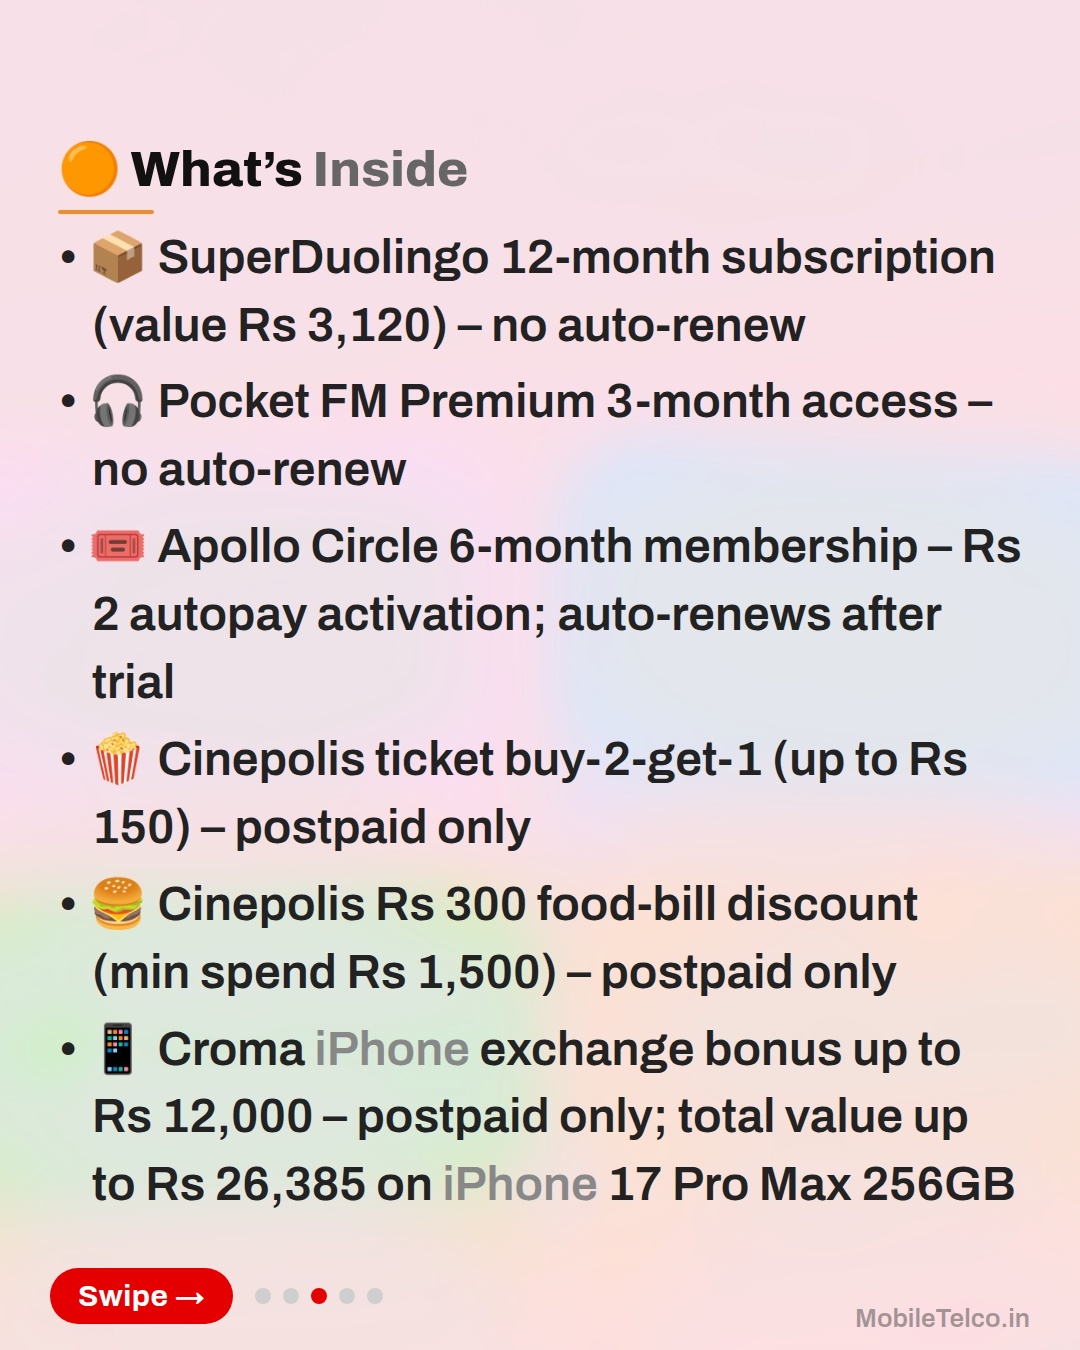 🟠 What’s Inside
• 📦 SuperDuolingo 12-month subscription
(value Rs 3,120) – no auto-renew
• 🎧 Pocket FM Premium 3-month access –
no auto-renew
• 🎟️ Apollo Circle 6-month membership – Rs
2 autopay activation; auto-renews after
trial
• 🍿 Cinepolis ticket buy-2-get-1 (up to Rs
150) – postpaid only
• 🍔 Cinepolis Rs 300 food-bill discount
(min spend Rs 1,500) – postpaid only
• 📱 Croma iPhone exchange bonus up to
Rs 12,000 – postpaid only; total value up
to Rs 26,385 on iPhone 17 Pro Max 256GB
Swipe →
MobileTelco.in